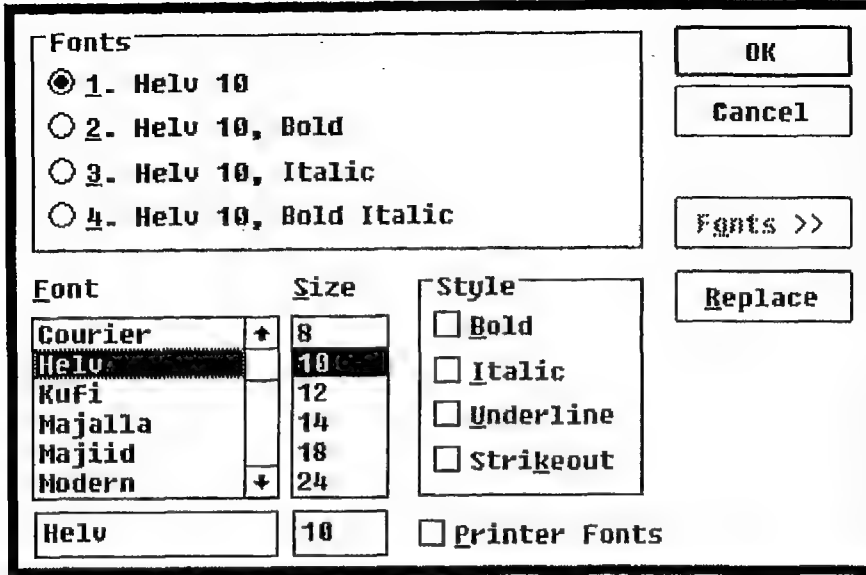 Fonts
1. Helv 10
2. Helv 10, Bold
3. Helv 10, Italic
4. Helv 10, Bold Italic
OK
Cancel
Fonts >>
Replace
Font
Courier
Helv
Kufi
Majalla
Majiid
Modern
Helv
Size
8
10
12
14
18
24
10
Style
Bold
Italic
Underline
Strikeout
Printer Fonts